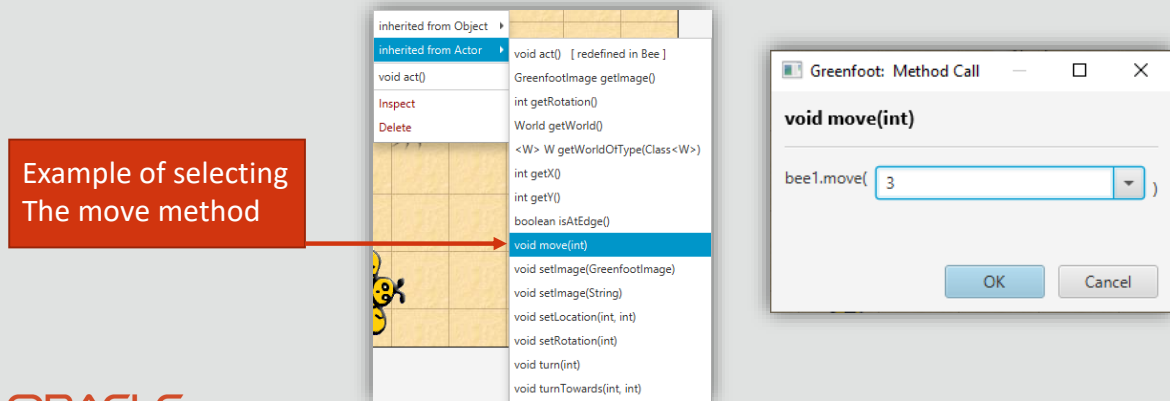 Example of selecting
The move method
inherited from Object
inherited from Actor
void act()
Inspect
Delete
void act() [ redefined in Bee ]
GreenfootImage getImage()
int getRotation()
World getWorld()
<W> W getWorldOfType(Class<W>)
int getX()
int getY()
boolean isAtEdge()
void move(int)
void setImage(GreenfootImage)
void setImage(String)
void setLocation(int, int)
void setRotation(int)
void turn(int)
void turnTowards(int, int)
Greenfoot: Method Call
void move(int)
bee1.move( 3 )
OK Cancel
ORACLE